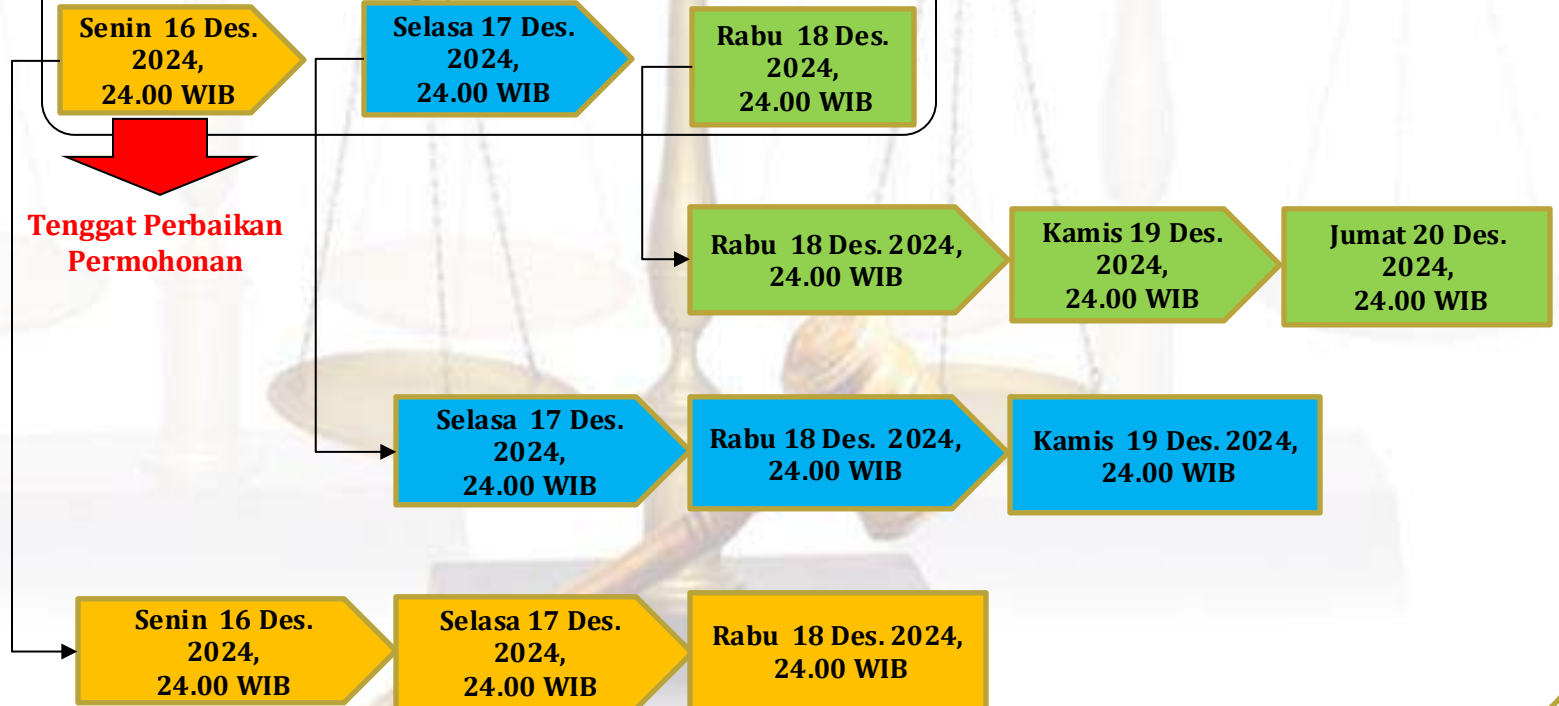 Senin 16 Des.
2024,
24.00 WIB
Selasa 17 Des.
2024,
24.00 WIB
Rabu 18 Des.
2024,
24.00 WIB
Tenggat Perbaikan
Permohonan
Rabu 18 Des. 2024,
24.00 WIB
Kamis 19 Des.
2024,
24.00 WIB
Jumat 20 Des.
2024,
24.00 WIB
Selasa 17 Des.
2024,
24.00 WIB
Rabu 18 Des. 2024,
24.00 WIB
Kamis 19 Des. 2024,
24.00 WIB
Senin 16 Des.
2024,
24.00 WIB
Selasa 17 Des.
2024,
24.00 WIB
Rabu 18 Des. 2024,
24.00 WIB